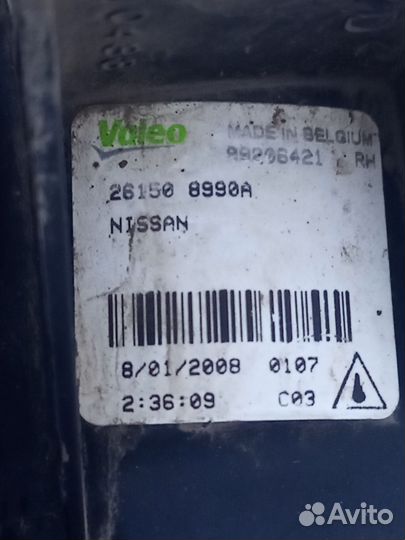 Valeo
MADE IN BELGIUM
89206421 RH
26150 8990A
NISSAN
8/01/2008 0107
2:36:09 C03
Avito